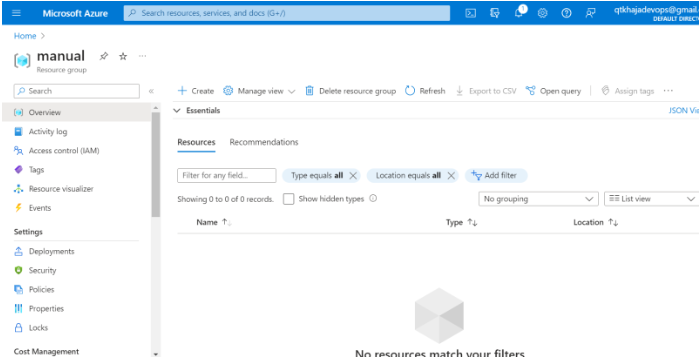 Microsoft Azure
Search resources, services, and docs (G+/)
qtkhajadevops@gmail.
DEFAULT DIRECT
Home >
manual
Resource group
Search
«
Create
Manage view
Delete resource group
Refresh
Export to CSV
Open query
Assign tags
...
Overview
Activity log
Access control (IAM)
Tags
Resource visualizer
Events
Settings
Deployments
Security
Policies
Properties
Locks
Cost Management
Essentials
JSON Vie
Resources Recommendations
Filter for any field...
Type equals all
Location equals all
Add filter
Showing 0 to 0 of 0 records.
Show hidden types
No grouping
List view
Name ↑↓
Type ↑↓
Location ↑↓
No resources match your filters